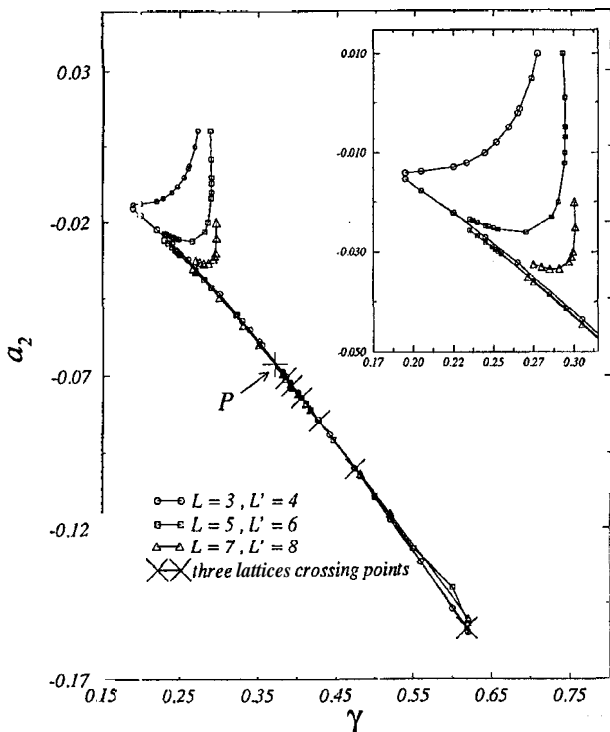 0.03
-0.02
-0.07
-0.12
-0.17
a₂
0.15 0.25 0.35 0.45 0.55 0.65 0.75
γ
P
L = 3 , L' = 4
L = 5 , L' = 6
L = 7 , L' = 8
three lattices crossing points
0.010
-0.010
-0.030
-0.050
0.17 0.20 0.22 0.25 0.27 0.30